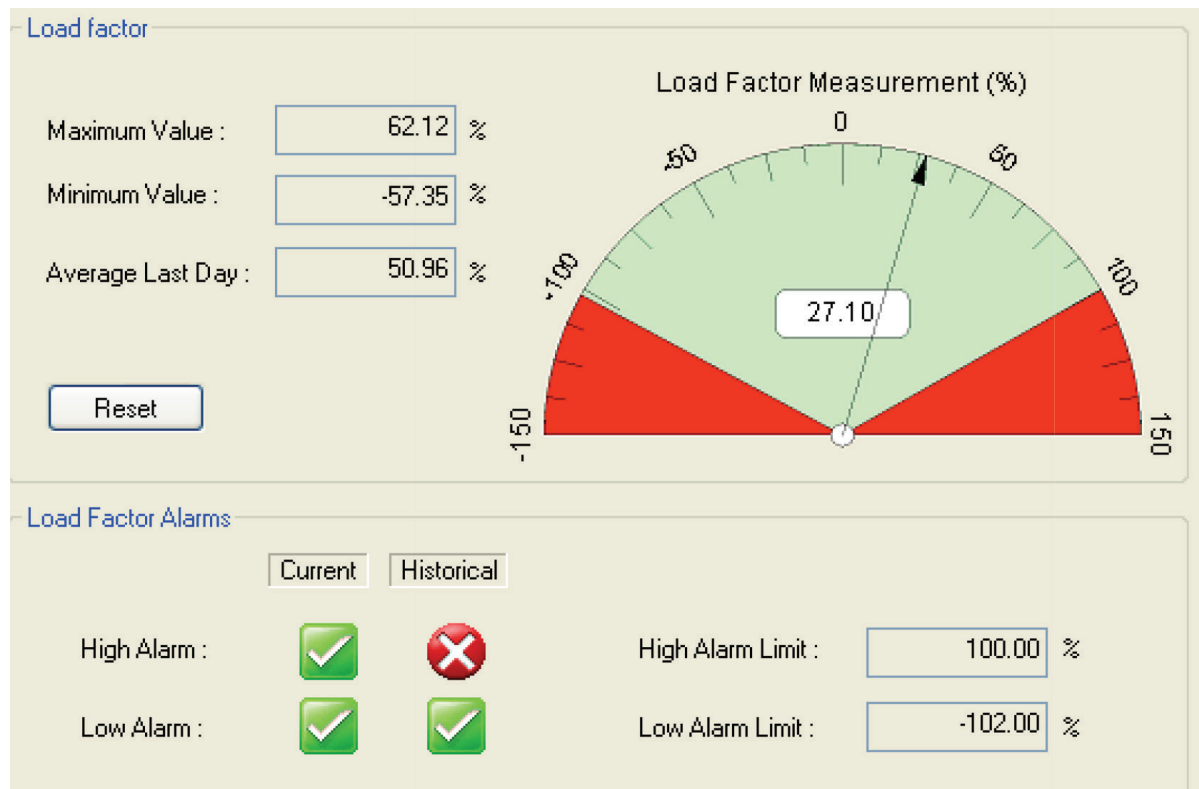 Load factor
Load Factor Measurement (%)
Maximum Value : 62.12 %
Minimum Value : -57.35 %
Average Last Day : 50.96 %
Reset
-150
-100
-50
0
50
100
150
27.10
Load Factor Alarms
Current Historical
High Alarm :
High Alarm Limit : 100.00 %
Low Alarm :
Low Alarm Limit : -102.00 %